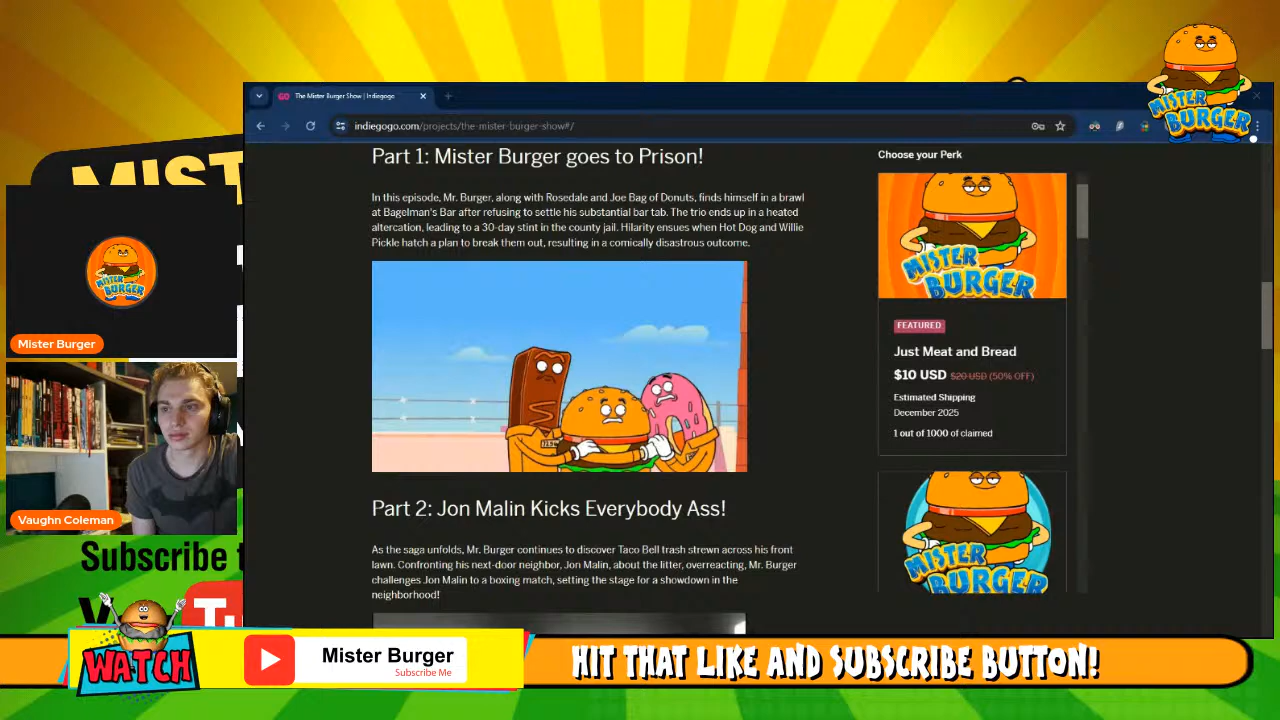 MISTER BURGER
The Mister Burger Show | Indiegogo
indiegogo.com/projects/the-mister-burger-show#/
Part 1: Mister Burger goes to Prison!
In this episode, Mr. Burger, along with Rosedale and Joe Bag of Donuts, finds himself in a brawl
at Bagelman's Bar after refusing to settle his substantial bar tab. The trio ends up in a heated
altercation, leading to a 30-day stint in the county jail. Hilarity ensues when Hot Dog and Willie
Pickle hatch a plan to break them out, resulting in a comically disastrous outcome.
Part 2: Jon Malin Kicks Everybody Ass!
As the saga unfolds, Mr. Burger continues to discover Taco Bell trash strewn across his front
lawn. Confronting his next-door neighbor, Jon Malin, about the litter, overreacting, Mr. Burger
challenges Jon Malin to a boxing match, setting the stage for a showdown in the
neighborhood!
Choose your Perk
MISTER
BURGER
FEATURED
Just Meat and Bread
$10 USD $20 USD (50% OFF)
Estimated Shipping
December 2025
1 out of 1000 of claimed
MISTER
BURGER
MIST
MISTER
BURGER
Mister Burger
Vaughn Coleman
Subscribe t
WATCH
Mister Burger
Subscribe Me
HIT THAT LIKE AND SUBSCRIBE BUTTON!